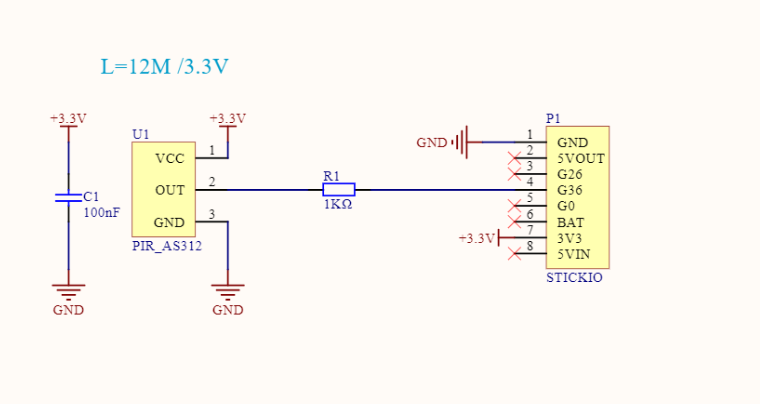 L=12M /3.3V
+3.3V
C1
100nF
GND
U1
VCC
OUT
GND
1
2
3
PIR_AS312
+3.3V
GND
R1
1KΩ
P1
GND
+3.3V
1 GND
2 5VOUT
3 G26
4 G36
5 G0
6 BAT
7 3V3
8 5VIN
STICKIO